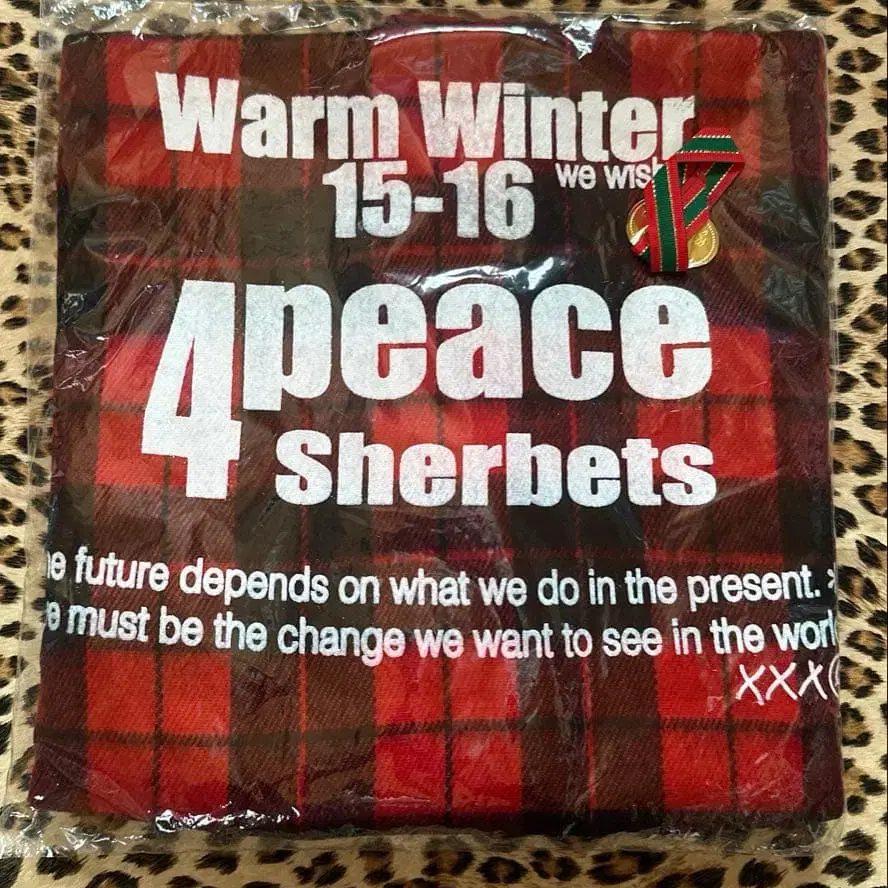 Warm Winter
15-16 we wish
4peace
Sherbets
e future depends on what we do in the present.
e must be the change we want to see in the worl
xxx